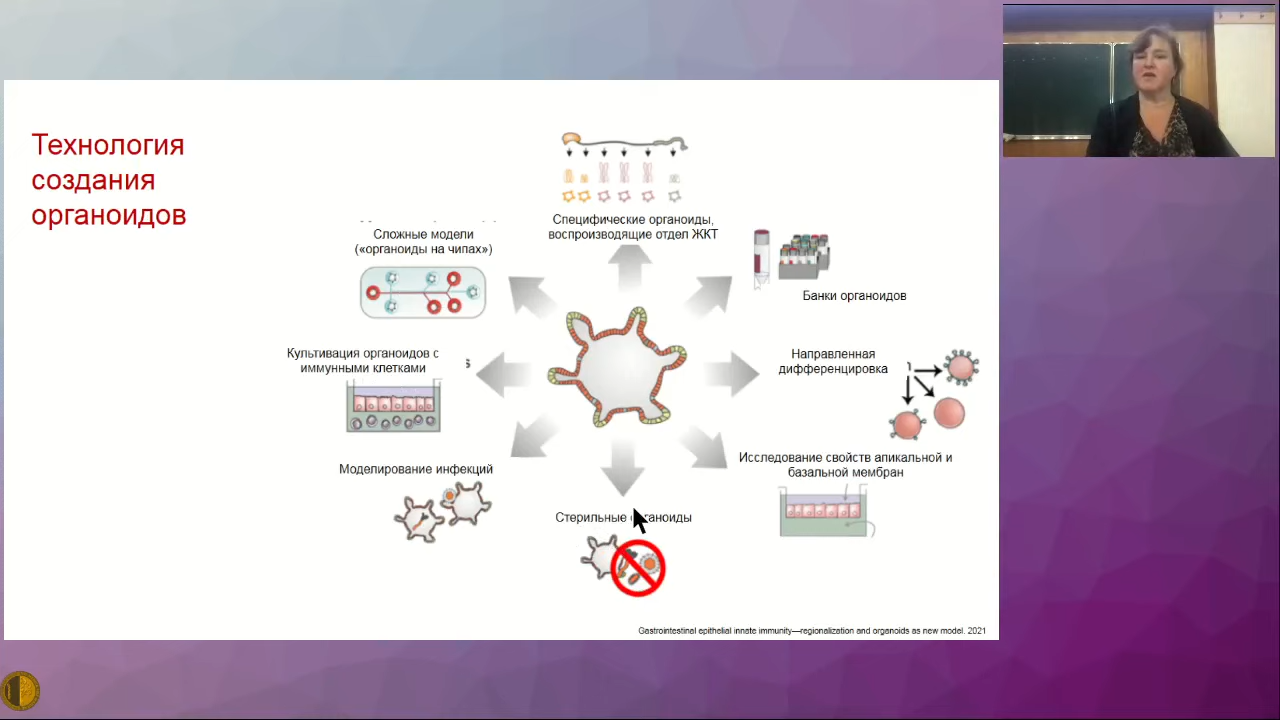 Технология
создания
органоидов
Специфические органоиды,
воспроизводящие отдел ЖКТ
Сложные модели
(«органоиды на чипах»)
Банки органоидов
Культивация органоидов с
иммунными клетками
Направленная
дифференцировка
Исследование свойств апикальной и
базальной мембран
Моделирование инфекций
Стерильные
Gastrointestinal epithelial innate immunity—regionalization and organoids as new model. 2021